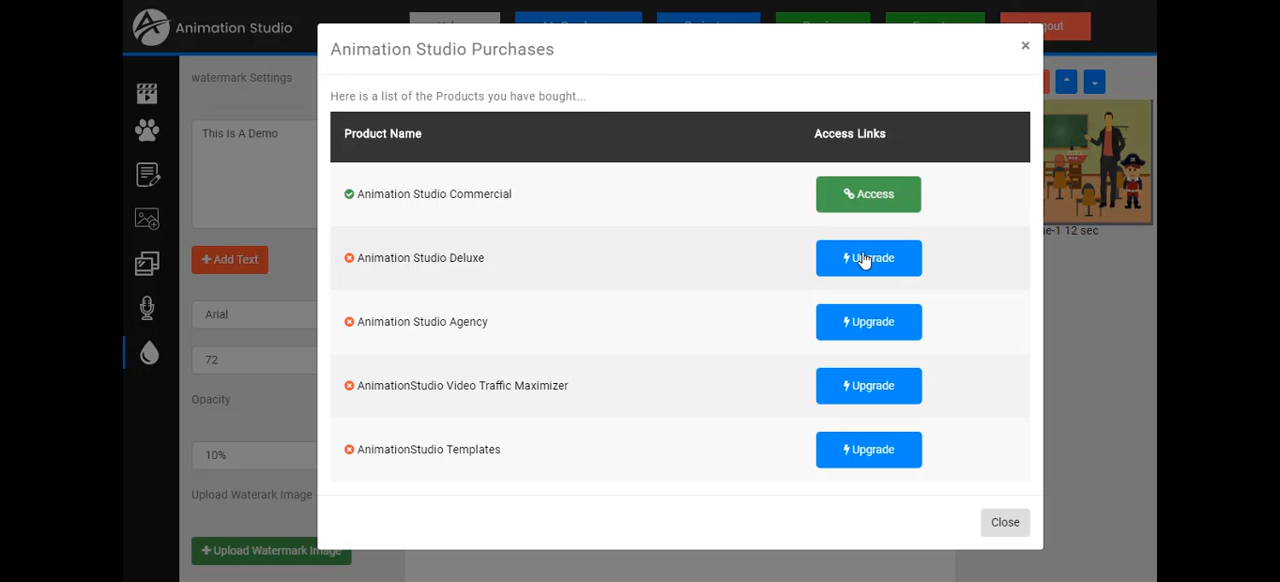 Animation Studio
out
watermark Settings
Animation Studio Purchases
×
Here is a list of the Products you have bought...
Product Name
Access Links
This Is A Demo
Animation Studio Commercial
Access
Animation Studio Deluxe
Upgrade
Add Text
ie-1 12 sec
Animation Studio Agency
Upgrade
Arial
72
AnimationStudio Video Traffic Maximizer
Upgrade
Opacity
10%
AnimationStudio Templates
Upgrade
Upload Waterark Image
Close
Upload Watermark Image